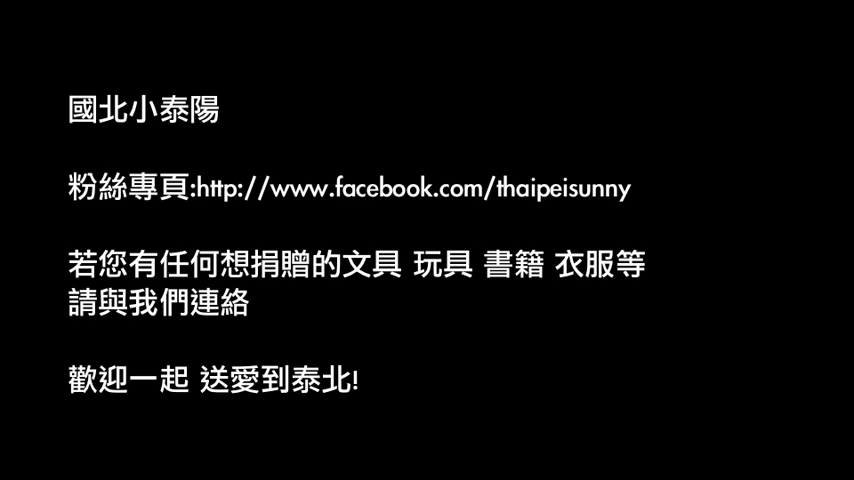 國北小泰陽
粉絲專頁:http://www.facebook.com/thaipeisunny
若您有任何想捐贈的文具 玩具 書籍 衣服等
請與我們連絡
歡迎一起 送愛到泰北!